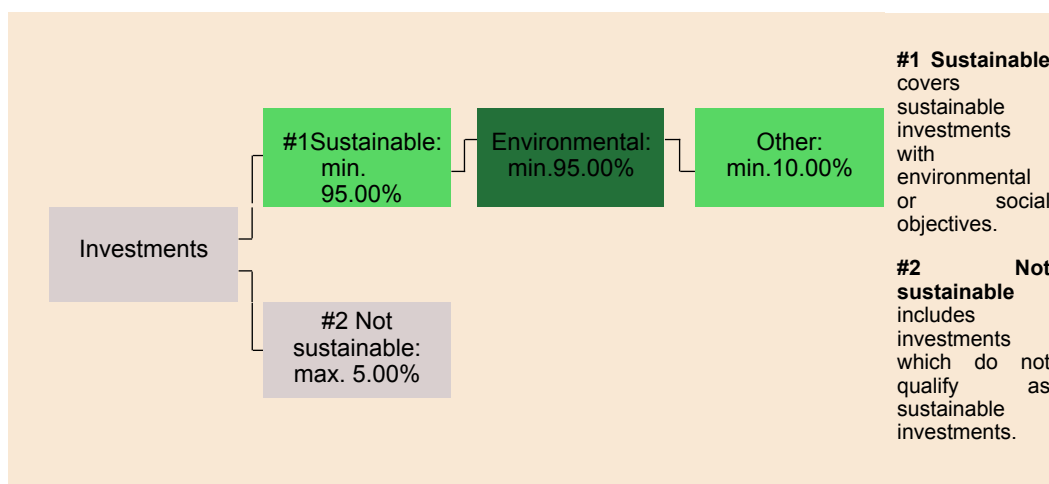 Investments
#1Sustainable:
min.
95.00%
Environmental:
min.95.00%
Other:
min.10.00%
#2 Not
sustainable:
max. 5.00%
#1 Sustainable
covers
sustainable
investments
with
environmental
or social
objectives.
#2 Not
sustainable
includes
investments
which do not
qualify as
sustainable
investments.